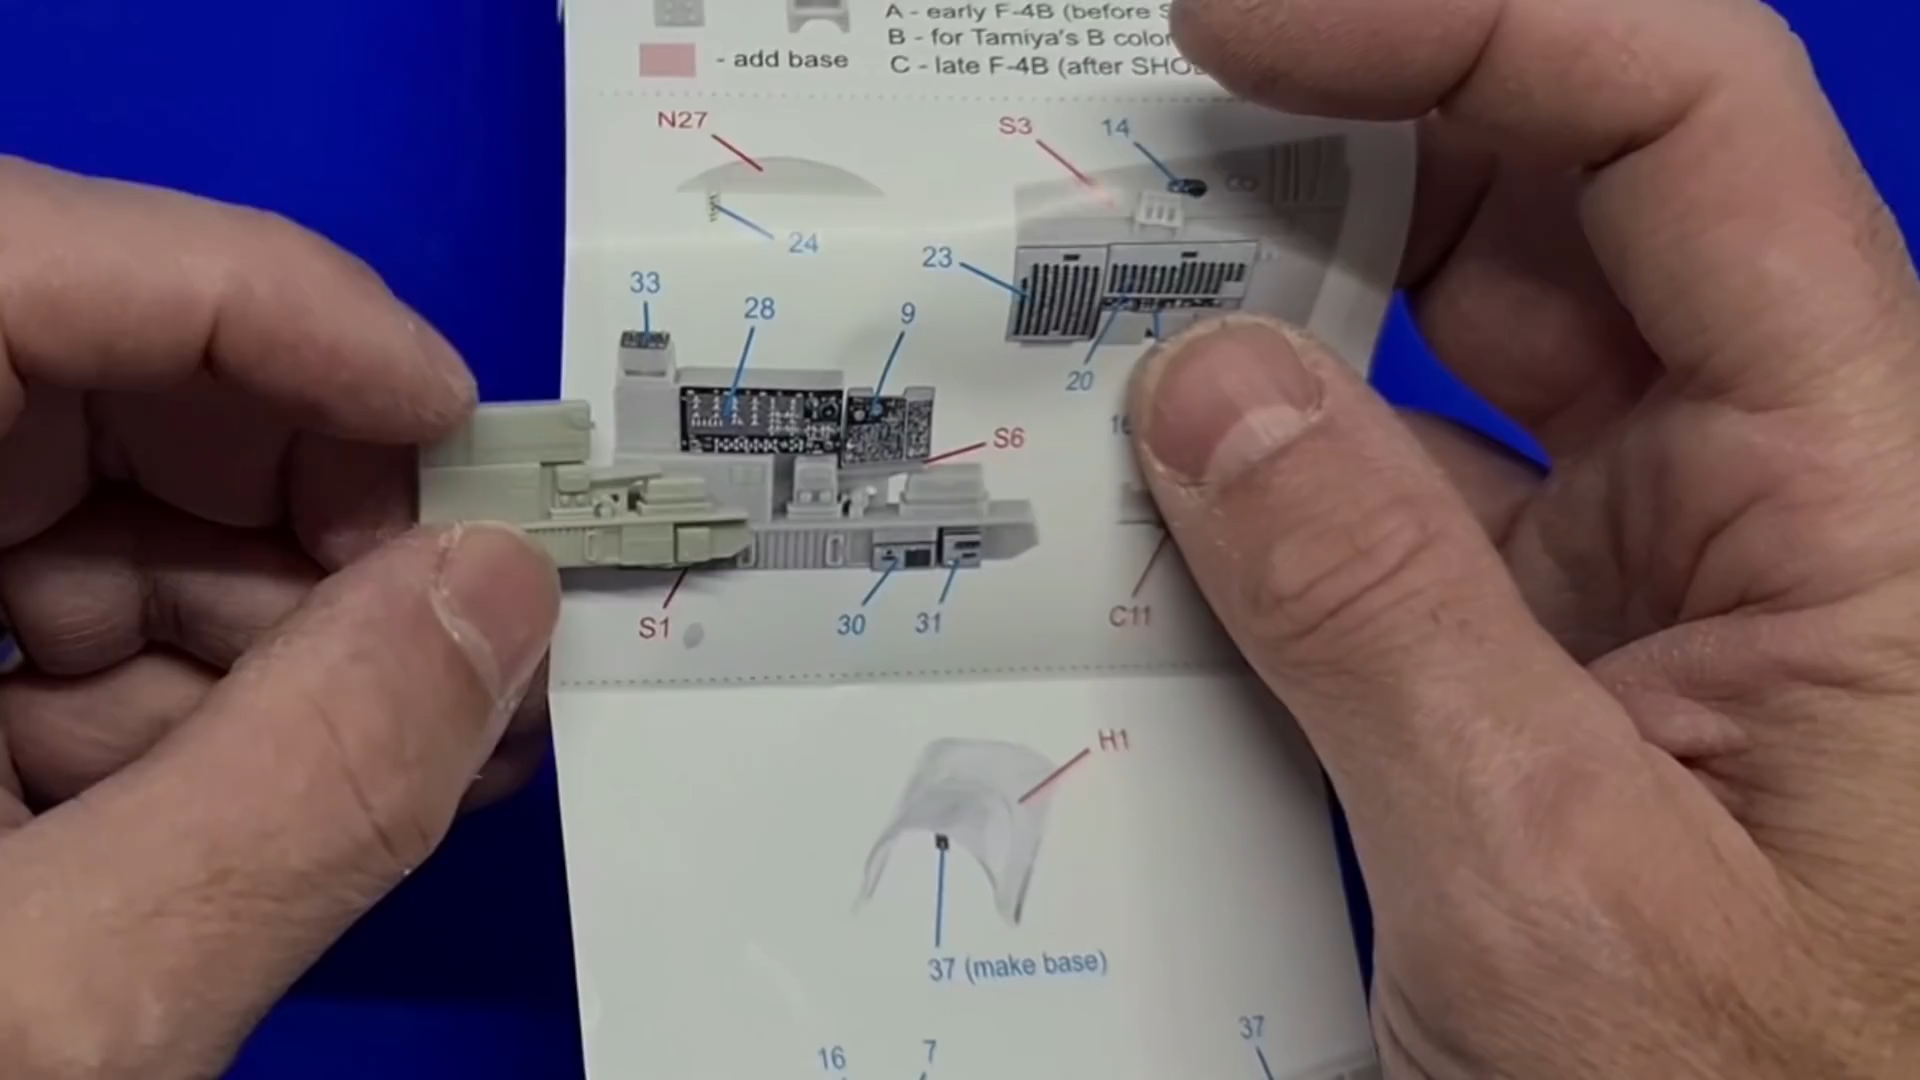 A - early F-4B (before
B - for Tamiya's B color
- add base
C - late F-4B (after
N27
S3
14
24
23
33
28
9
20
S6
S1
30
31
C11
H1
37 (make base)
37
16
7